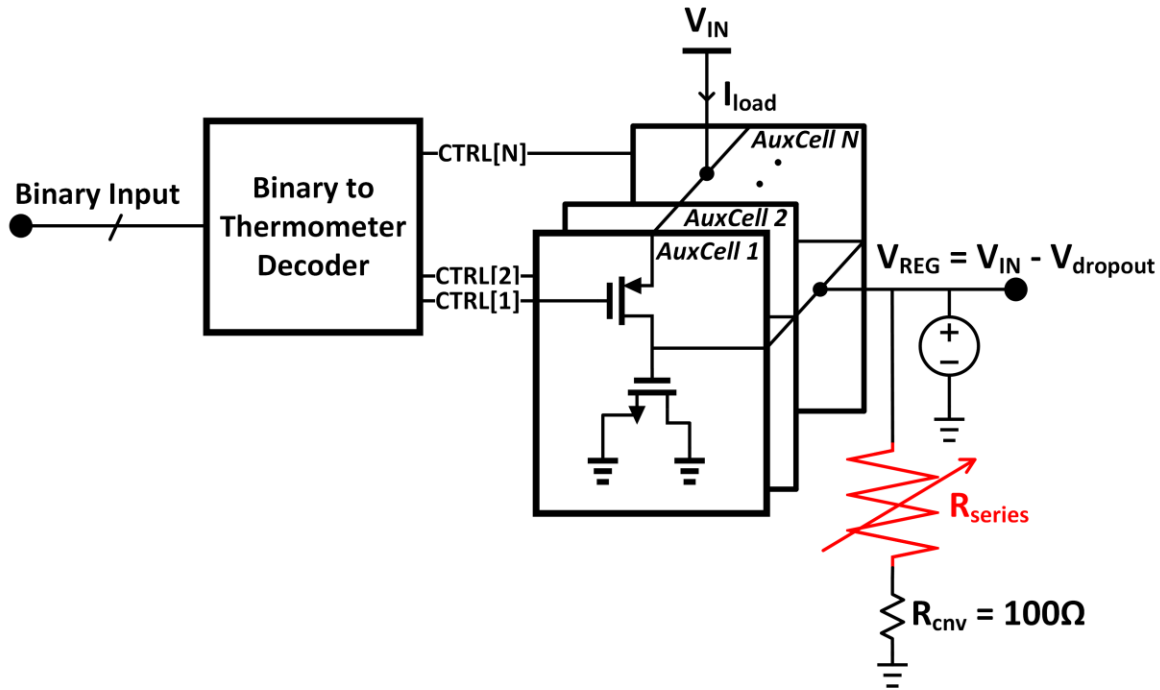 V_IN
I_load
AuxCell N
CTRL[N]
Binary Input
Binary to
Thermometer
Decoder
AuxCell 2
AuxCell 1
CTRL[2]
CTRL[1]
V_REG = V_IN - V_dropout
+
−
R_series
R_cnv = 100Ω